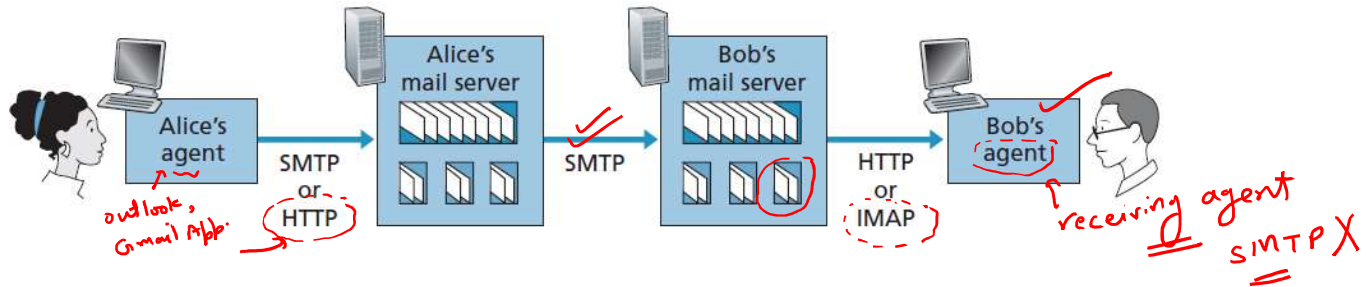 Alice's
agent
SMTP
or
HTTP
outlook,
Gmail App.
Alice's
mail server
SMTP
Bob's
mail server
HTTP
or
IMAP
Bob's
agent
receiving agent
SMTP X